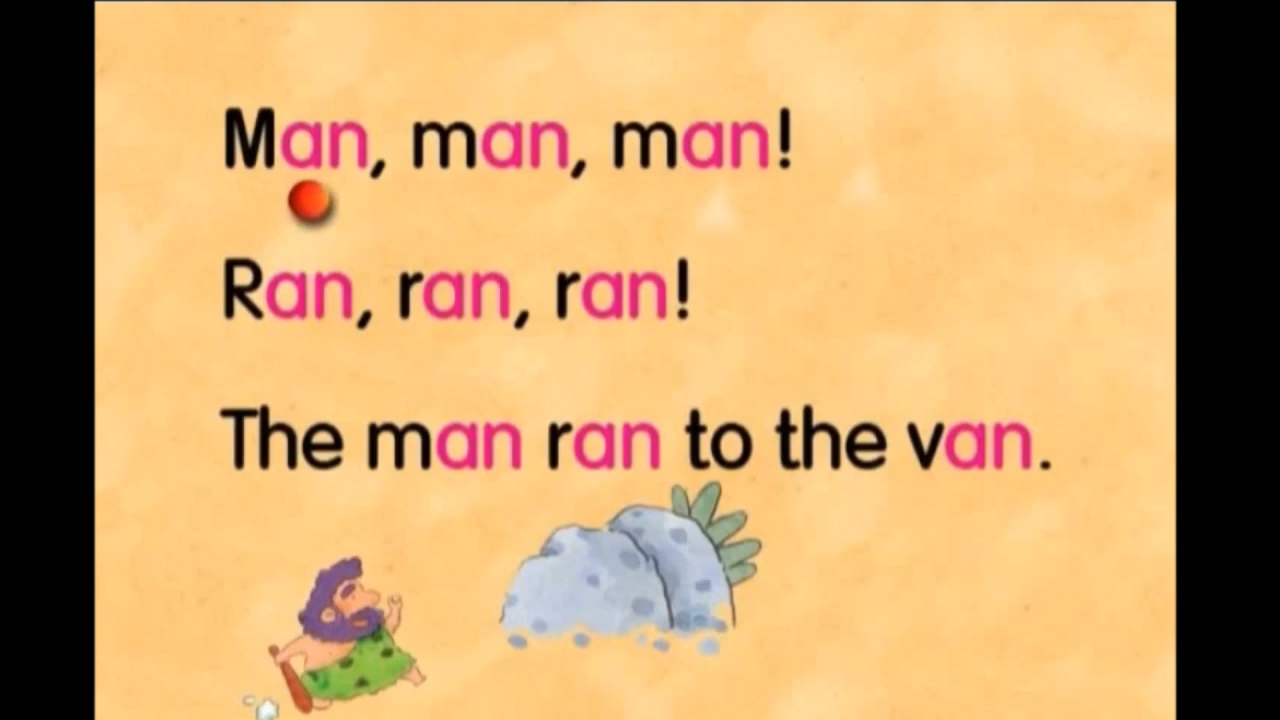 Man, man, man!
Ran, ran, ran!
The man ran to the van.